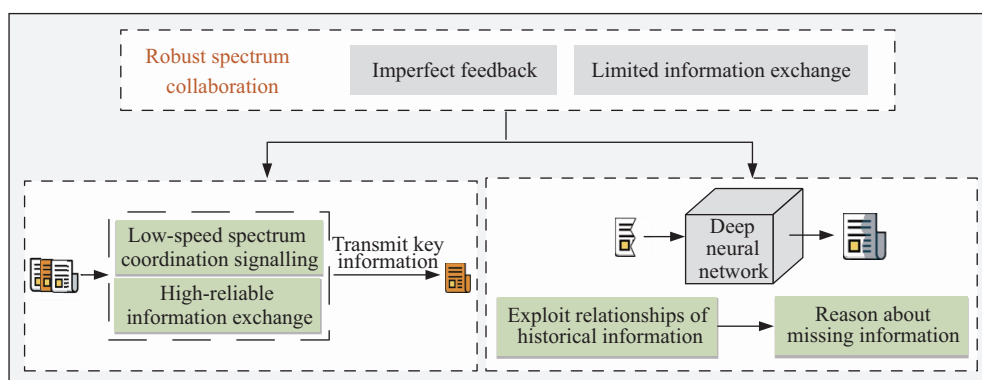 Robust spectrum
collaboration
Imperfect feedback
Limited information exchange
Low-speed spectrum
coordination signalling
High-reliable
information exchange
Transmit key
information
Deep
neural
network
Exploit relationships of
historical information
Reason about
missing information